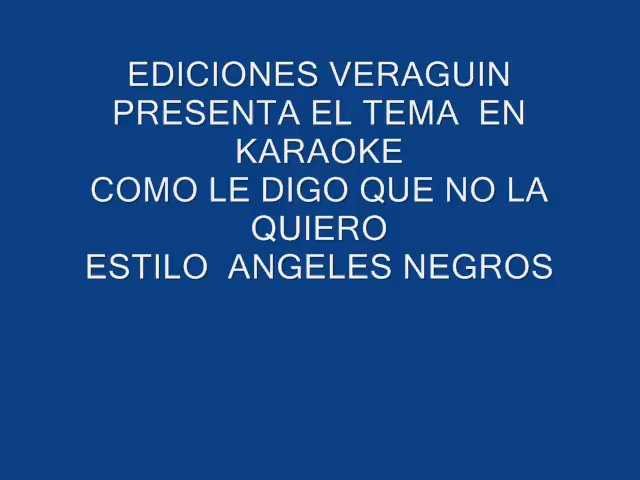 EDICIONES VERAGUIN
PRESENTA EL TEMA  EN
KARAOKE
COMO LE DIGO QUE NO LA
QUIERO
ESTILO  ANGELES NEGROS